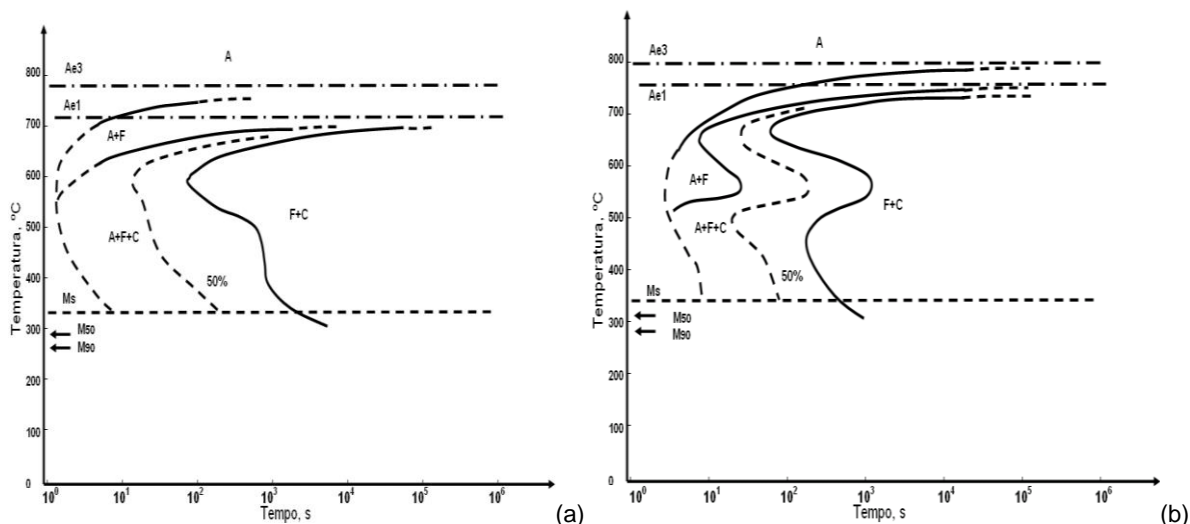 Temperatura, ºC
A
Ae3
800
Ae1
700
A+F
600
F+C
500
A+F+C
400
50%
Ms
300
M50
M90
200
100
0
10⁰ 10¹ 10² 10³ 10⁴ 10⁵ 10⁶
Tempo, s
(a)
Temperatura, ºC
A
Ae3
800
Ae1
700
600
A+F
F+C
500
A+F+C
400
50%
Ms
300
M50
M90
200
100
0
10⁰ 10¹ 10² 10³ 10⁴ 10⁵ 10⁶
Tempo, s
(b)